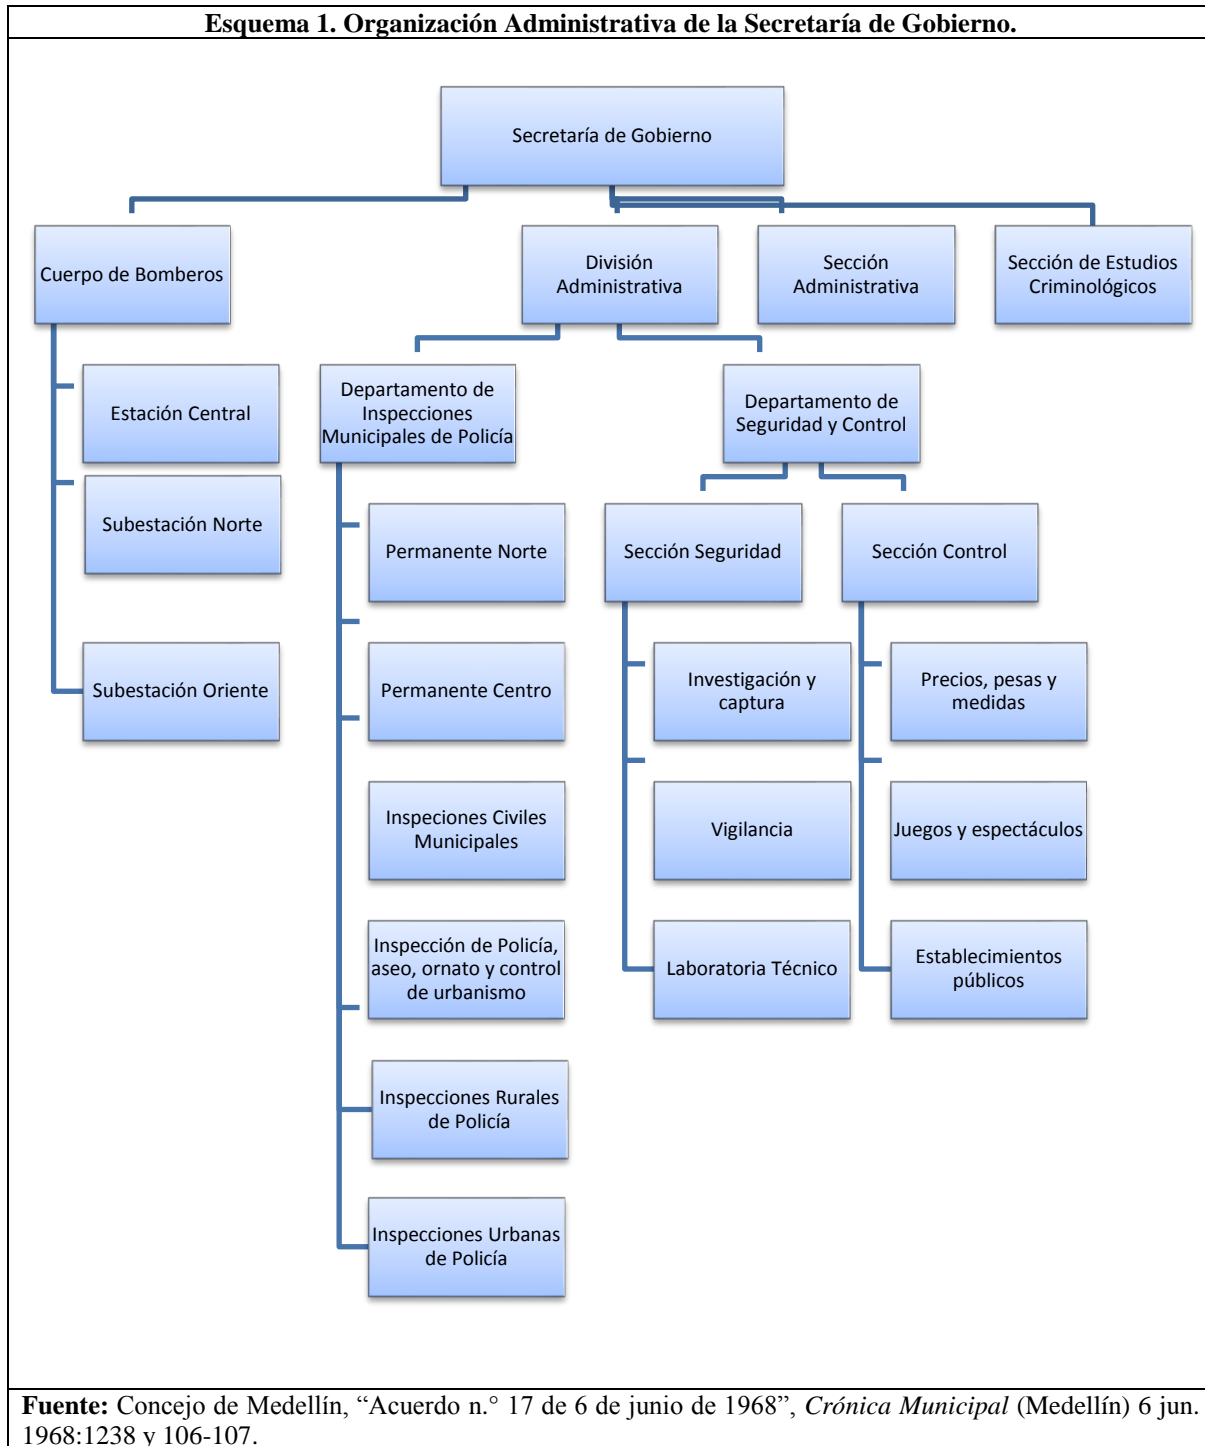 Esquema 1. Organización Administrativa de la Secretaría de Gobierno.
Secretaría de Gobierno
Cuerpo de Bomberos
División
Administrativa
Sección
Administrativa
Sección de Estudios
Criminológicos
Estación Central
Subestación Norte
Subestación Oriente
Departamento de
Inspecciones
Municipales de Policía
Permanente Norte
Permanente Centro
Inspeciones Civiles
Municipales
Inspección de Policía,
aseo, ornato y control
de urbanismo
Inspecciones Rurales
de Policía
Inspecciones Urbanas
de Policía
Departamento de
Seguridad y Control
Sección Seguridad
Investigación y
captura
Vigilancia
Laboratoria Técnico
Sección Control
Precios, pesas y
medidas
Juegos y espectáculos
Establecimientos
públicos
Fuente: Concejo de Medellín, “Acuerdo n.° 17 de 6 de junio de 1968”, Crónica Municipal (Medellín) 6 jun.
1968:1238 y 106-107.